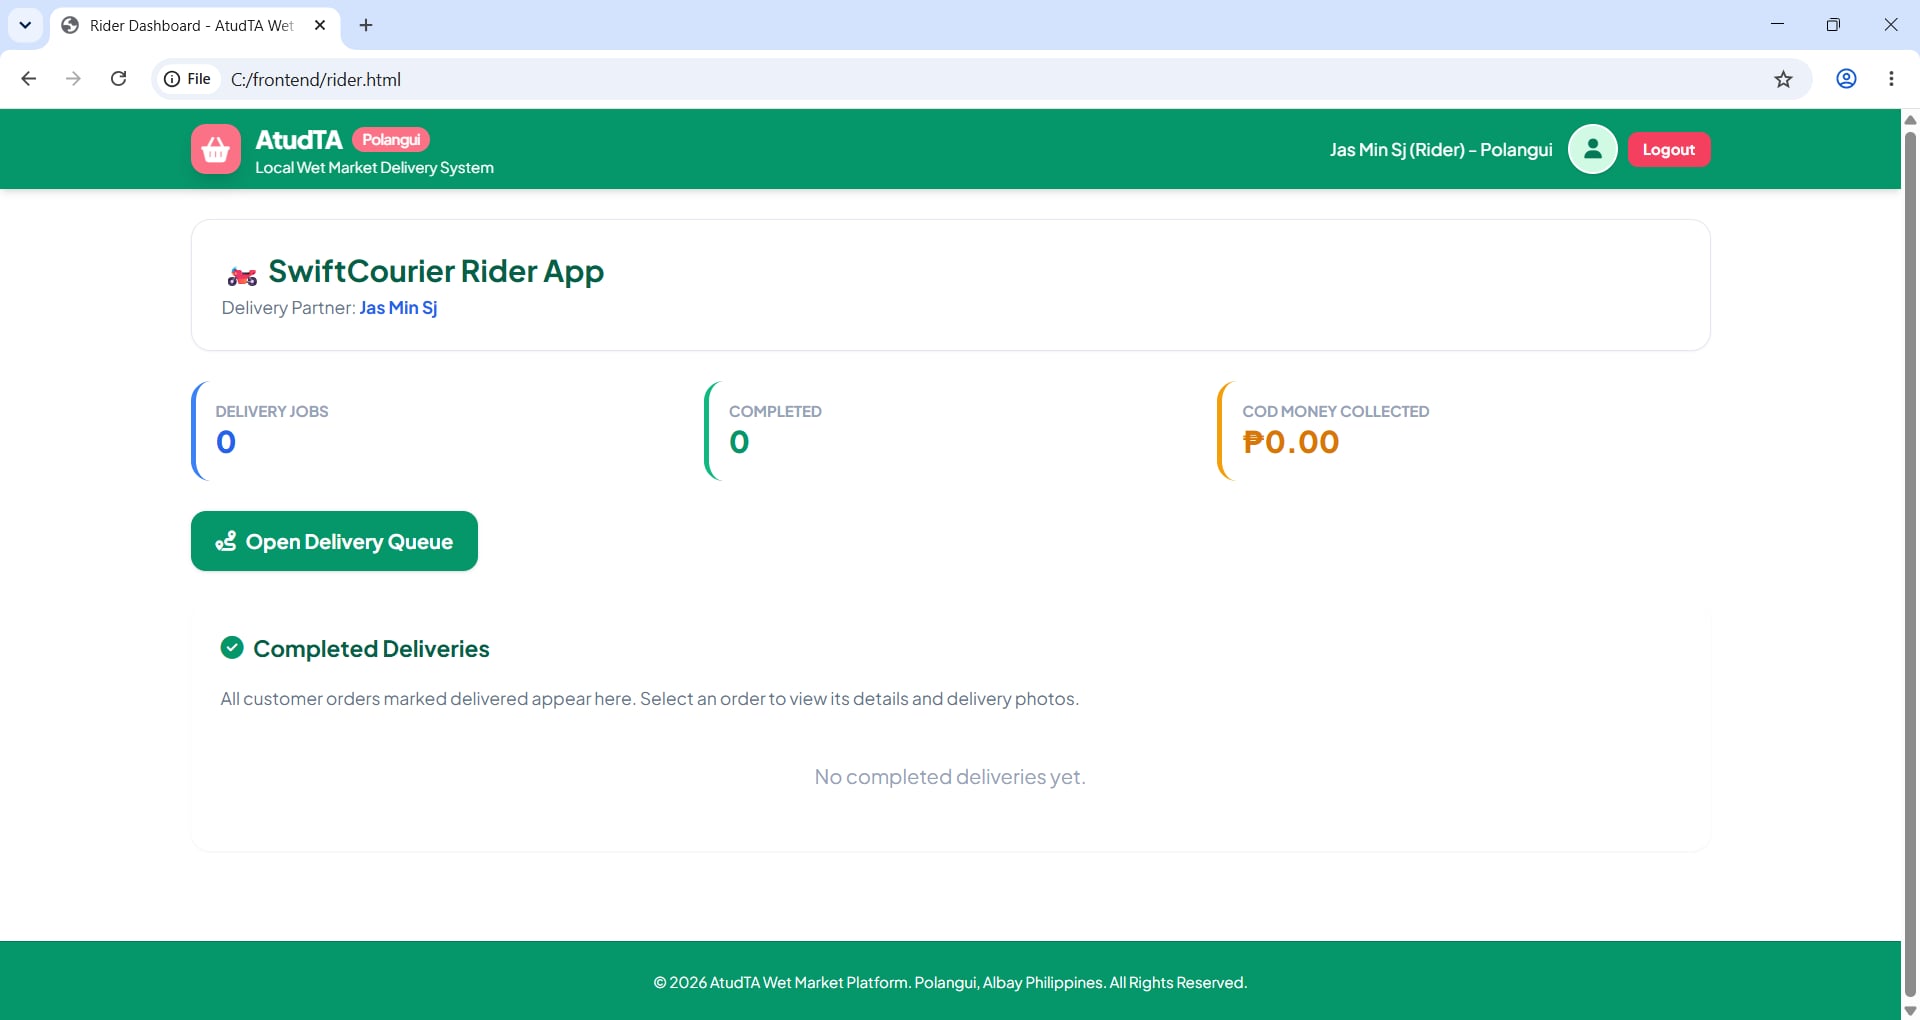 Rider Dashboard - AtudTA Wet
File C:/frontend/rider.html
AtudTA Polangui
Local Wet Market Delivery System
Jas Min Sj (Rider) - Polangui
Logout
SwiftCourier Rider App
Delivery Partner: Jas Min Sj
DELIVERY JOBS
0
COMPLETED
0
COD MONEY COLLECTED
₱0.00
Open Delivery Queue
Completed Deliveries
All customer orders marked delivered appear here. Select an order to view its details and delivery photos.
No completed deliveries yet.
© 2026 AtudTA Wet Market Platform. Polangui, Albay Philippines. All Rights Reserved.